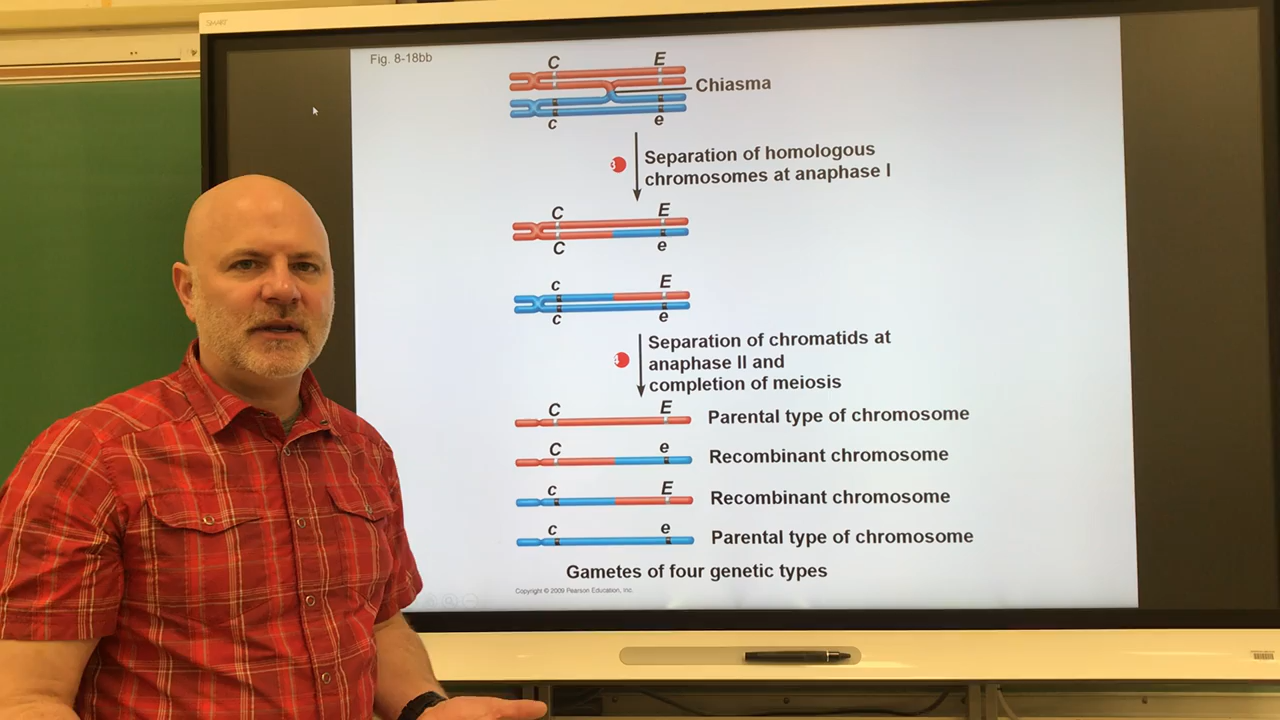 SMART
Fig. 8-18bb
C E
Chiasma
c e
3
Separation of homologous
chromosomes at anaphase I
C E
C e
c E
c e
Separation of chromatids at
anaphase II and
completion of meiosis
C E
Parental type of chromosome
C e
Recombinant chromosome
c E
Recombinant chromosome
c e
Parental type of chromosome
Gametes of four genetic types
Copyright © 2009 Pearson Education, Inc.